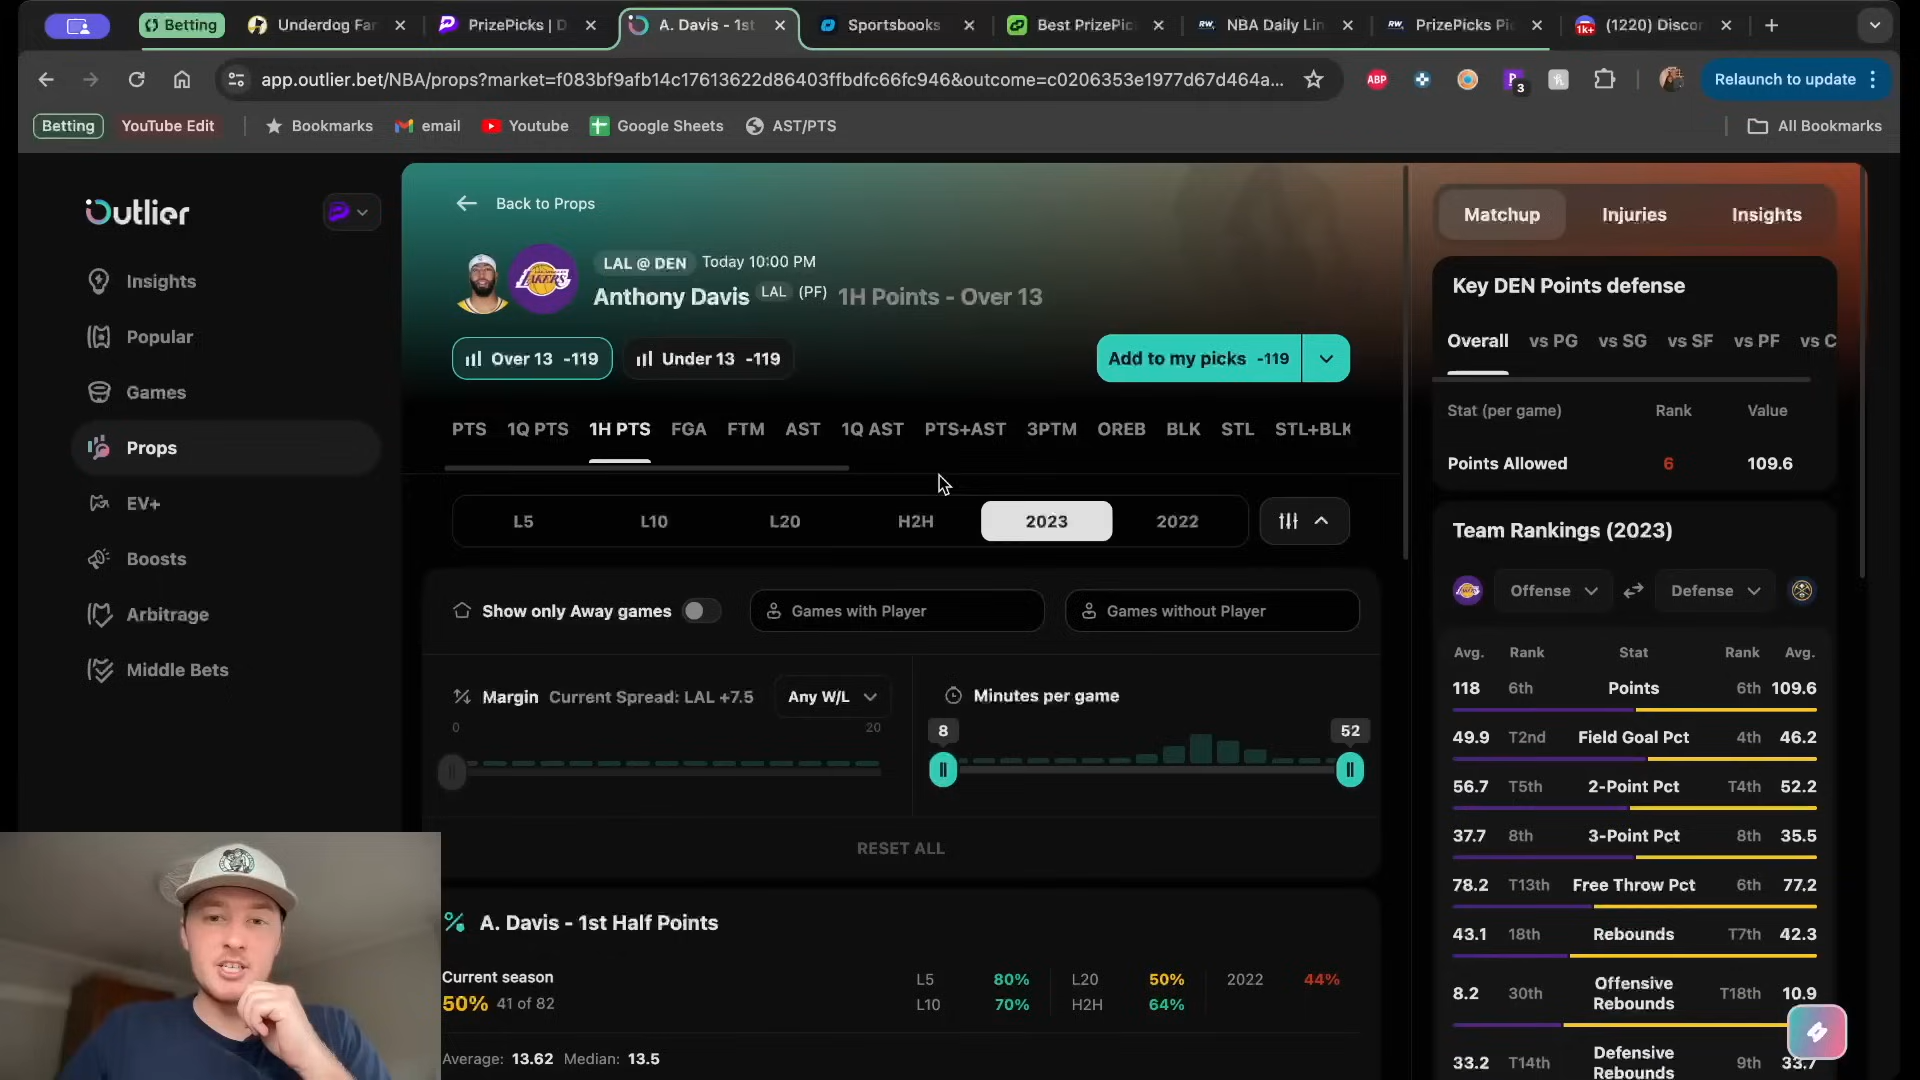 Betting
Underdog Far
PrizePicks | D
A. Davis - 1st
Sportsbooks
Best PrizePic
NBA Daily Lin
PrizePicks Pi
(1220) Discor
app.outlier.bet/NBA/props?market=f083bf9afb14c17613622d86403ffbdfc66fc946&outcome=c0206353e1977d67d464a...
ABP
3
Relaunch to update
Betting
YouTube Edit
Bookmarks
email
Youtube
Google Sheets
AST/PTS
All Bookmarks
Outlier
Insights
Popular
Games
Props
EV+
Boosts
Arbitrage
Middle Bets
Back to Props
LAL @ DEN Today 10:00 PM
Anthony Davis LAL (PF) 1H Points - Over 13
Over 13 -119
Under 13 -119
Add to my picks -119
PTS 1Q PTS 1H PTS FGA FTM AST 1Q AST PTS+AST 3PTM OREB BLK STL STL+BLK
L5 L10 L20 H2H 2023 2022
Show only Away games
Games with Player
Games without Player
Margin Current Spread: LAL +7.5
Any W/L
0 20
Minutes per game
8 52
RESET ALL
A. Davis - 1st Half Points
Current season
50% 41 of 82
L5 80% L20 50% 2022 44%
L10 70% H2H 64%
Average: 13.62 Median: 13.5
Matchup Injuries Insights
Key DEN Points defense
Overall vs PG vs SG vs SF vs PF vs C
Stat (per game) Rank Value
Points Allowed 6 109.6
Team Rankings (2023)
Offense Defense
Avg. Rank Stat Rank Avg.
118 6th Points 6th 109.6
49.9 T2nd Field Goal Pct 4th 46.2
56.7 T5th 2-Point Pct T4th 52.2
37.7 8th 3-Point Pct 8th 35.5
78.2 T13th Free Throw Pct 6th 77.2
43.1 18th Rebounds T7th 42.3
8.2 30th Offensive Rebounds T18th 10.9
33.2 T14th Defensive Rebounds 9th 33.7